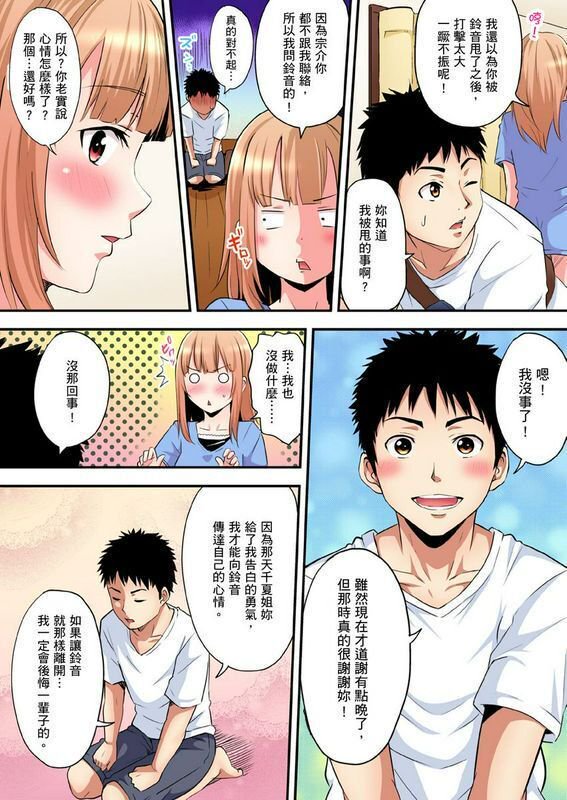 嘮！
我還以為你被
鈴音甩了之後，
打擊太大
一蹶不振呢！
妳知道
我被甩的事啊？
因為宗介你
都不跟我聯絡，
所以我問鈴音的！
真的對不起…
ギロッ
所以？你老實說
心情怎麼樣了？
那個…還好嗎？
嗯！
我沒事了！
雖然現在才道謝有點晚了，
但那時真的很謝謝妳！
我…我也
沒做什麼……
沒那回事！
因為那天千夏姐妳
給了我告白的勇氣，
我才能向鈴音
傳達自己的心情。
如果讓鈴音
就那樣離開…
我一定會後悔一輩子的。